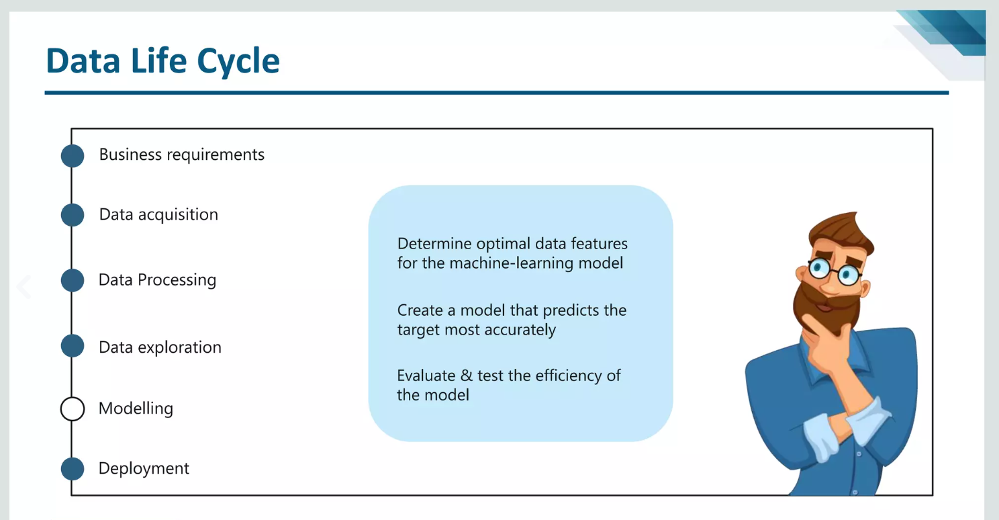 Data Life Cycle
Business requirements
Data acquisition
Data Processing
Data exploration
Modelling
Deployment
Determine optimal data features
for the machine-learning model
Create a model that predicts the
target most accurately
Evaluate & test the efficiency of
the model